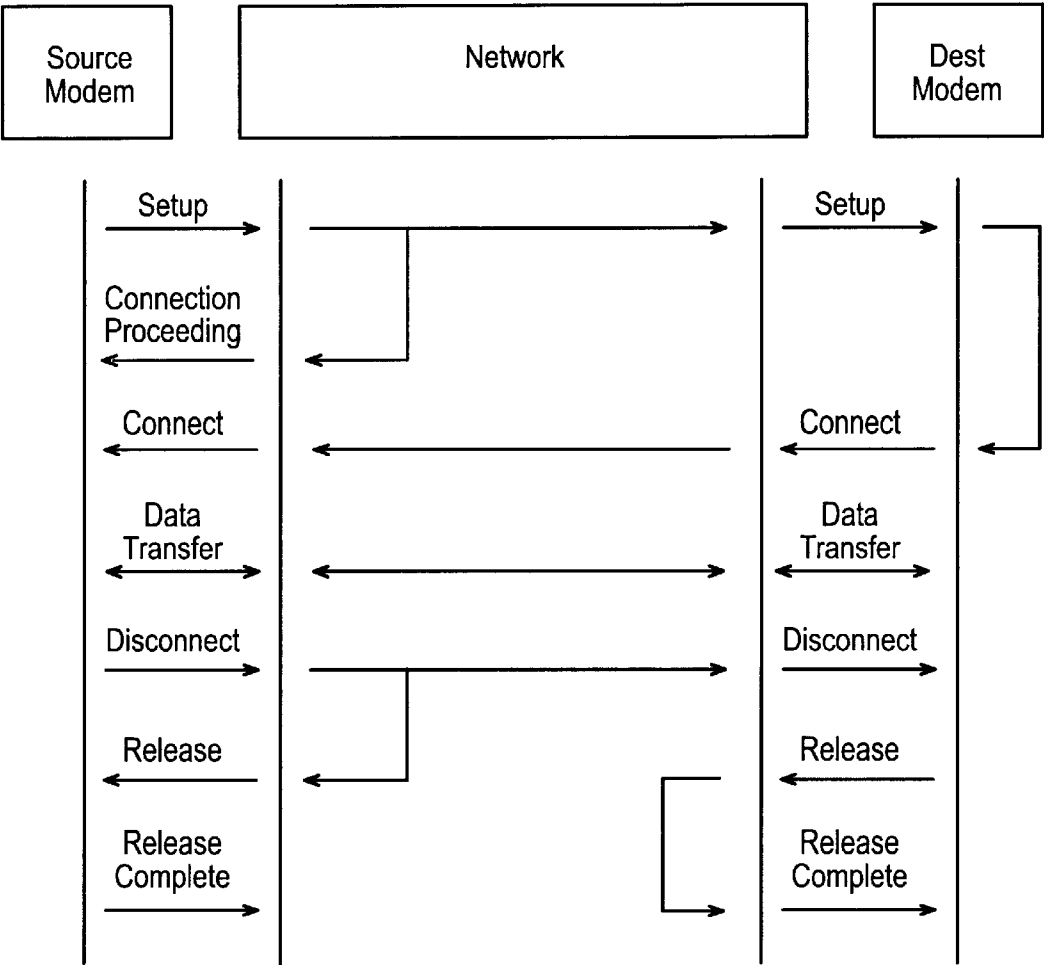 Source
Modem
Network
Dest
Modem
Setup
Setup
Connection
Proceeding
Connect
Connect
Data
Transfer
Data
Transfer
Disconnect
Disconnect
Release
Release
Release
Complete
Release
Complete